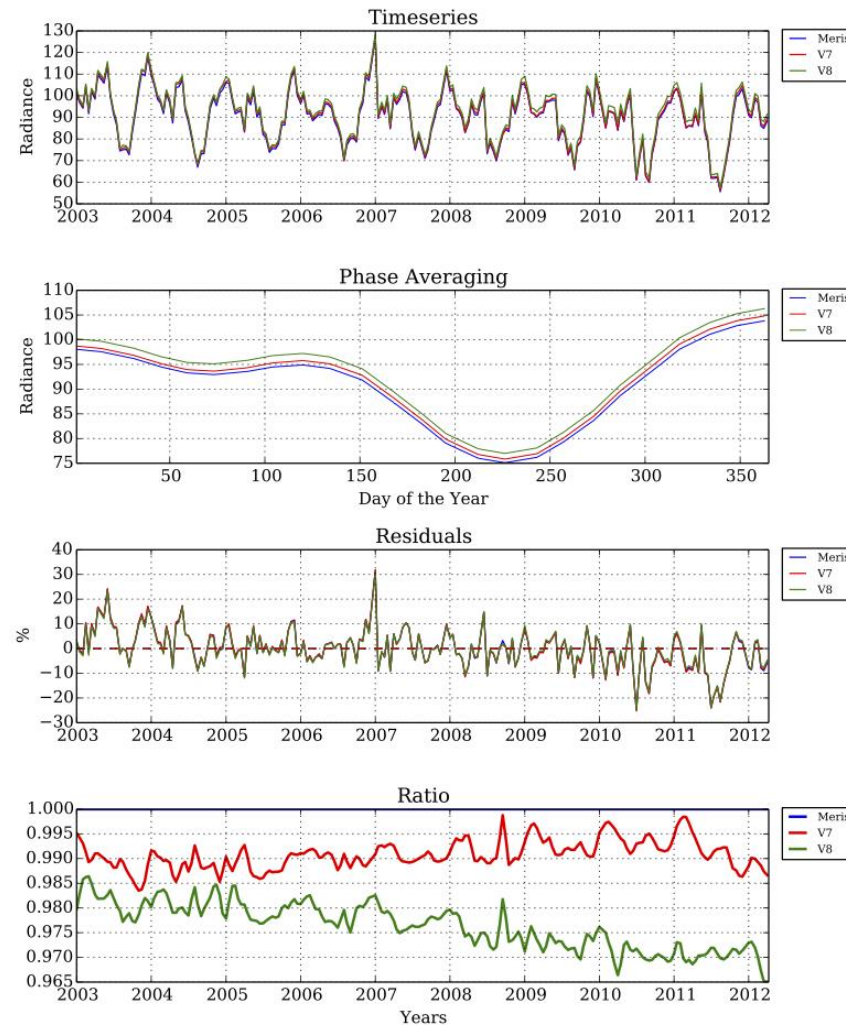 Timeseries
Radiance
130
120
110
100
90
80
70
60
50
2003 2004 2005 2006 2007 2008 2009 2010 2011 2012
Meris
V7
V8
Phase Averaging
Radiance
110
105
100
95
90
85
80
75
50 100 150 200 250 300 350
Day of the Year
Meris
V7
V8
Residuals
%
40
30
20
10
0
−10
−20
−30
2003 2004 2005 2006 2007 2008 2009 2010 2011 2012
Meris
V7
V8
Ratio
1.000
0.995
0.990
0.985
0.980
0.975
0.970
0.965
2003 2004 2005 2006 2007 2008 2009 2010 2011 2012
Years
Meris
V7
V8